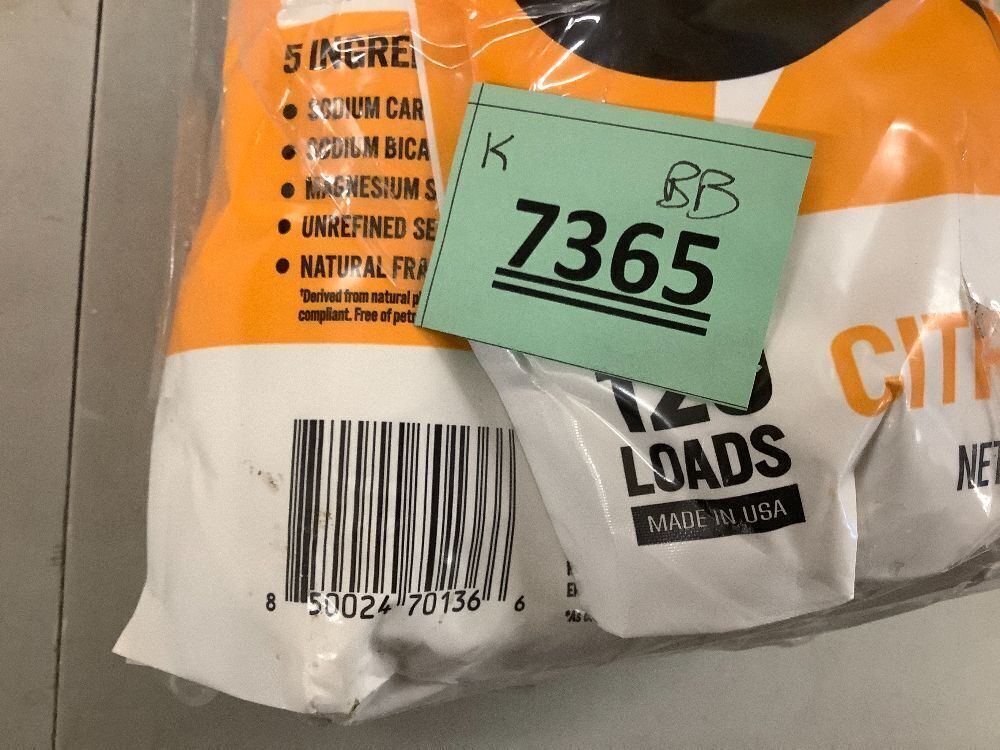 5 INGRE
• SODIUM CAR
• SODIUM BICA
• MAGNESIUM S
• UNREFINED SE
• NATURAL FRA
*Derived from natural
compliant. Free of petr
K
BB
7365
LOADS
MADE IN USA
CIT
NET
8 50024 70136 6